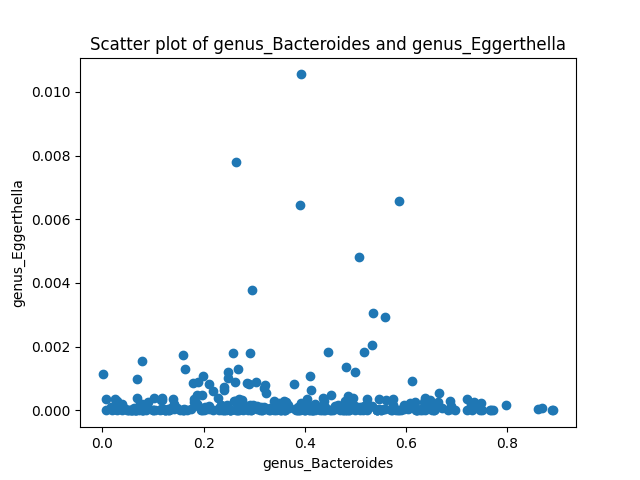 Scatter plot of genus_Bacteroides and genus_Eggerthella
0.010
0.008
0.006
0.004
0.002
0.000
genus_Eggerthella
0.0 0.2 0.4 0.6 0.8
genus_Bacteroides